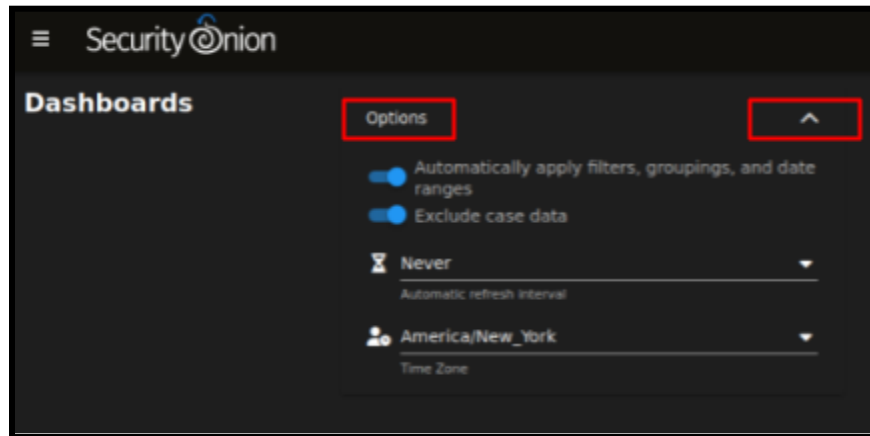 Security Onion
Dashboards
Options
Automatically apply filters, groupings, and date
ranges
Exclude case data
Never
Automatic refresh interval
America/New_York
Time Zone